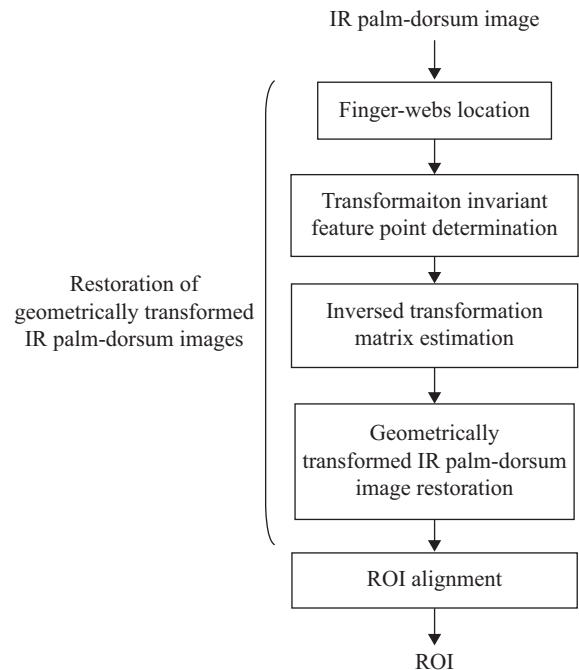 IR palm-dorsum image
Finger-webs location
Transformaiton invariant
feature point determination
Restoration of
geometrically transformed
IR palm-dorsum images
Inversed transformation
matrix estimation
Geometrically
transformed IR palm-dorsum
image restoration
ROI alignment
ROI